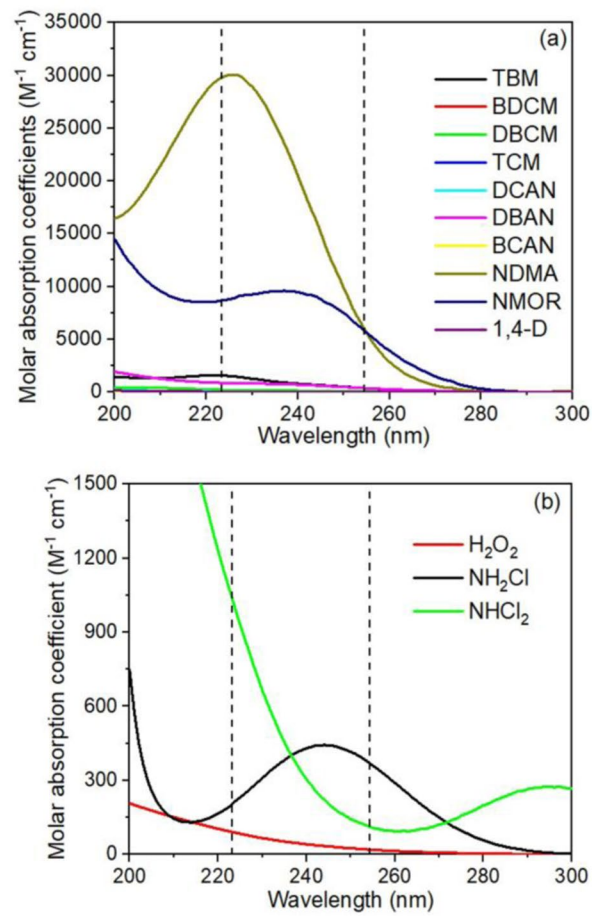 (a)
Molar absorption coefficients (M⁻¹ cm⁻¹)
35000
30000
25000
20000
15000
10000
5000
0
TBM
BDCM
DBCM
TCM
DCAN
DBAN
BCAN
NDMA
NMOR
1,4-D
200 220 240 260 280 300
Wavelength (nm)
(b)
Molar absorption coefficient (M⁻¹ cm⁻¹)
1500
1200
900
600
300
0
H₂O₂
NH₂Cl
NHCl₂
200 220 240 260 280 300
Wavelength (nm)